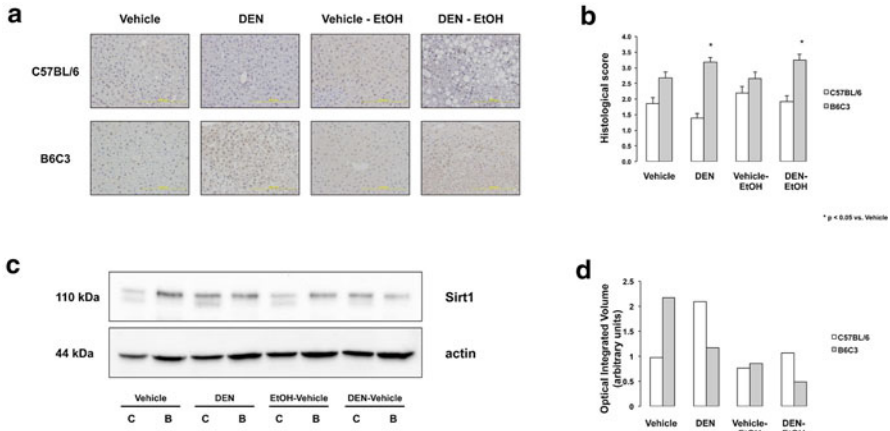 a
Vehicle DEN Vehicle - EtOH DEN - EtOH
C57BL/6
B6C3
b
Histological score
4.0
3.5
3.0
2.5
2.0
1.5
1.0
0.5
0.0
* *
Vehicle DEN Vehicle-EtOH DEN-EtOH
C57BL/6
B6C3
* p < 0.05 vs. Vehicle
c
110 kDa Sirt1
44 kDa actin
Vehicle DEN EtOH-Vehicle DEN-Vehicle
C B C B C B C B
d
Optical Integrated Volume
(arbitrary units)
2.5
2
1.5
1
0.5
0
Vehicle DEN Vehicle- DEN-
EtOH EtOH
C57BL/6
B6C3